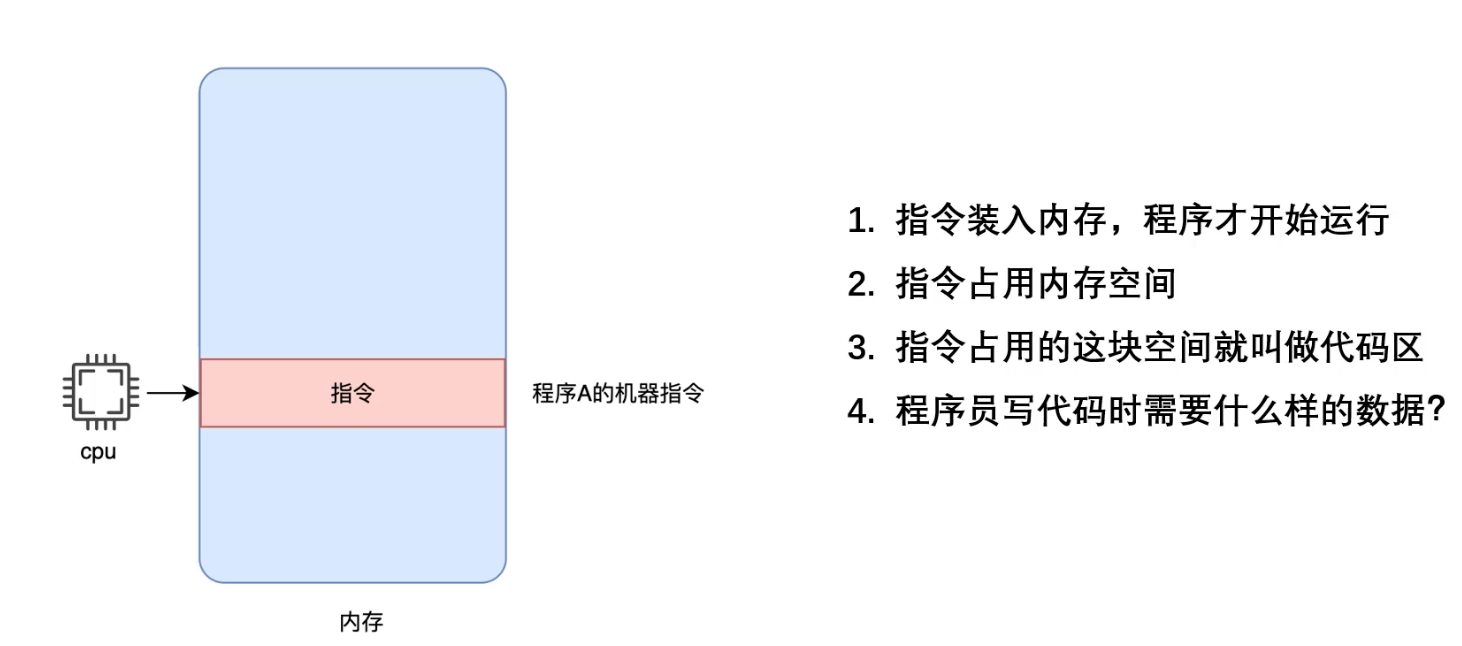 指令
程序A的机器指令
cpu
内存
1. 指令装入内存，程序才开始运行
2. 指令占用内存空间
3. 指令占用的这块空间就叫做代码区
4. 程序员写代码时需要什么样的数据？